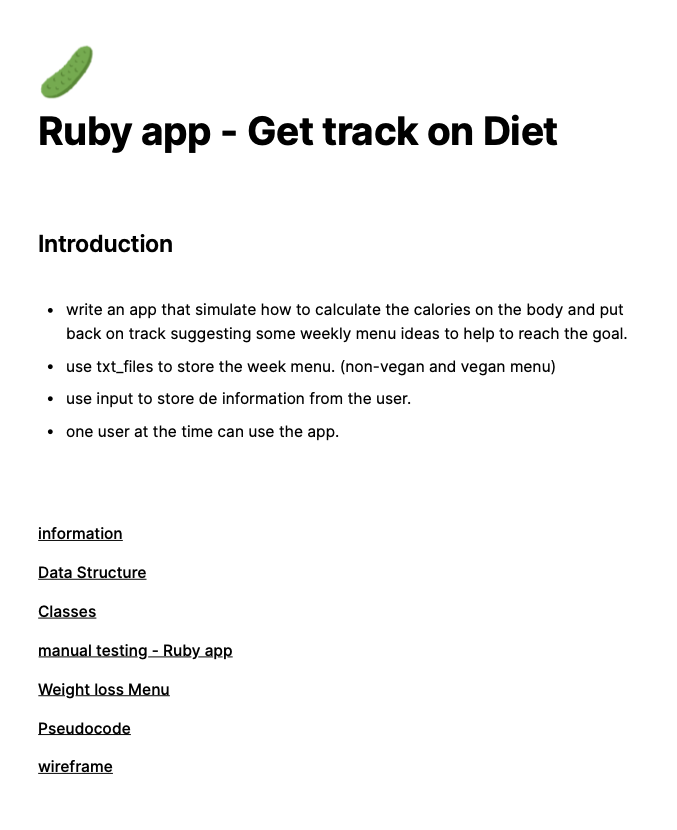 Ruby app - Get track on Diet
Introduction
• write an app that simulate how to calculate the calories on the body and put
back on track suggesting some weekly menu ideas to help to reach the goal.
• use txt_files to store the week menu. (non-vegan and vegan menu)
• use input to store de information from the user.
• one user at the time can use the app.
information
Data Structure
Classes
manual testing - Ruby app
Weight loss Menu
Pseudocode
wireframe